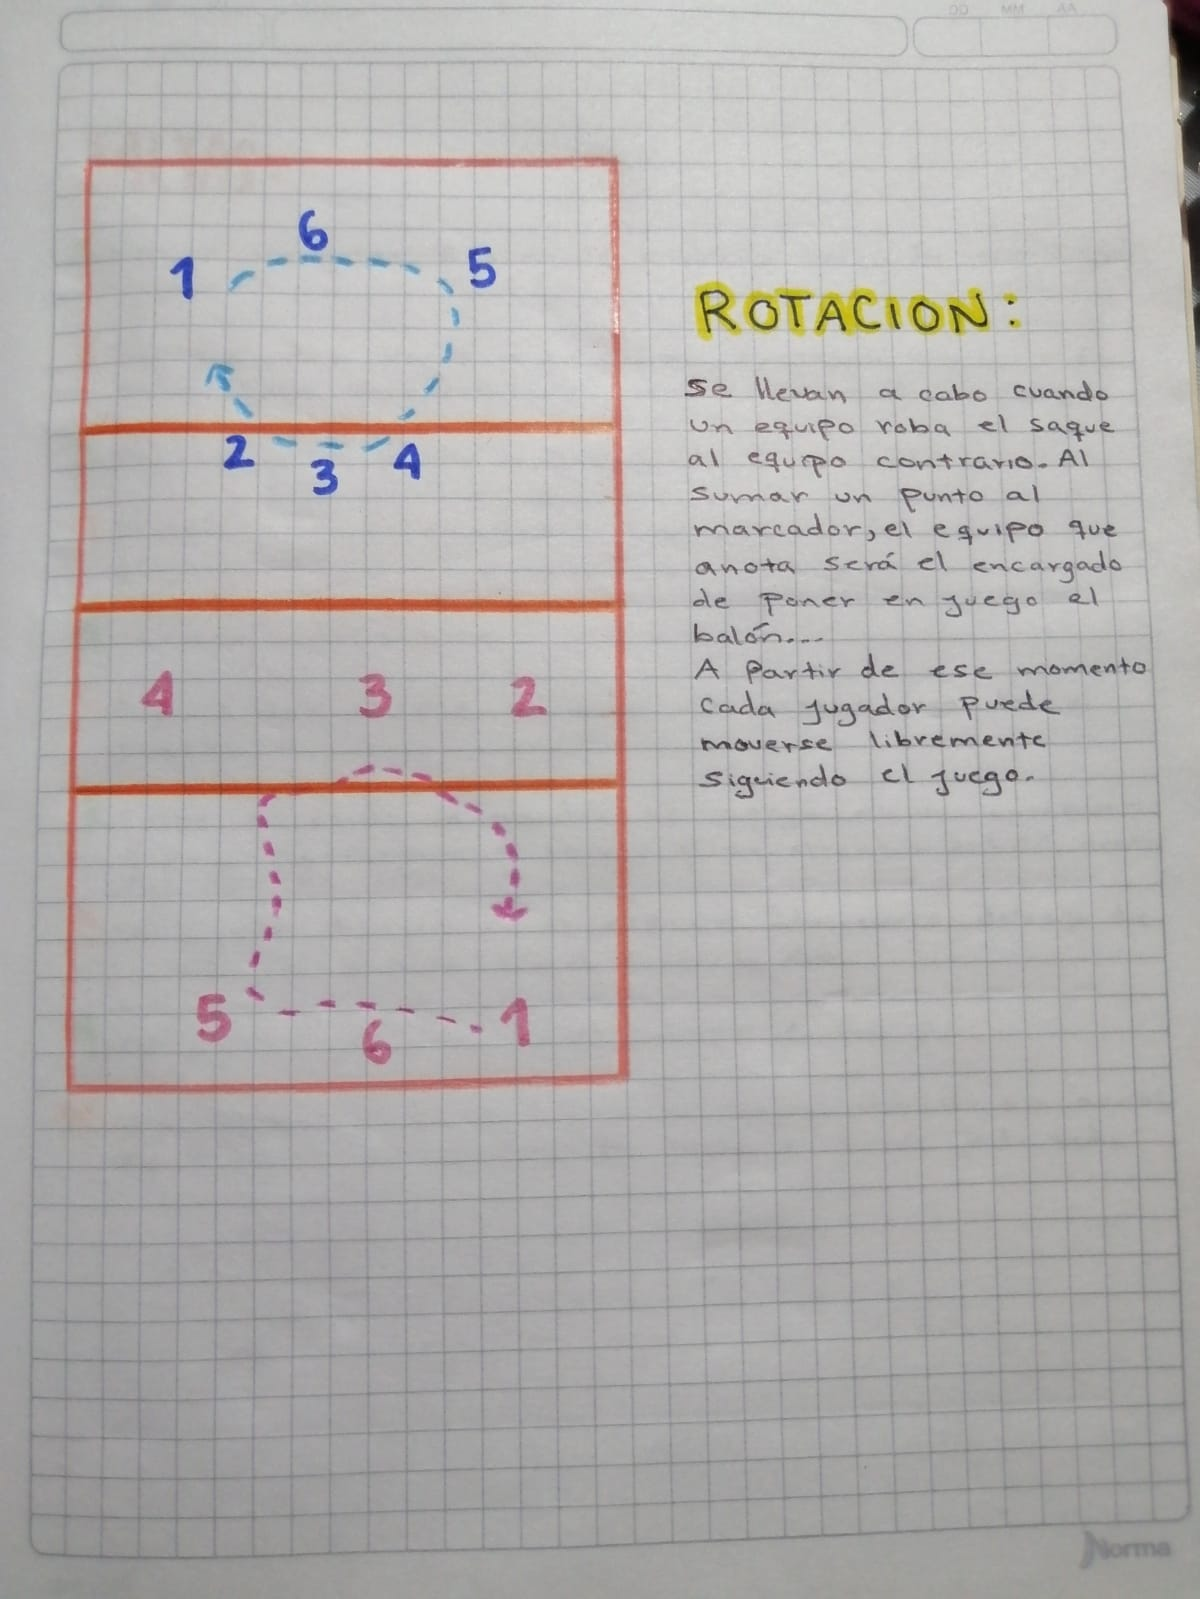 DD MM AA
1 6 5
2 3 4
4 3 2
5 6 1
ROTACION:
Se llevan a cabo cuando
un equipo roba el saque
al equipo contrario. Al
sumar un punto al
marcador, el equipo que
anota será el encargado
de poner en juego el
balón...
A partir de ese momento
cada jugador puede
moverse libremente
siguiendo el juego.
Norma